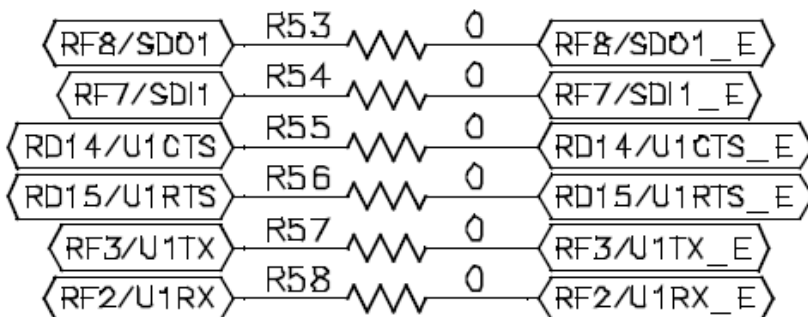 RF8/SDO1 R53 0 RF8/SDO1_E
RF7/SDI1 R54 0 RF7/SDI1_E
RD14/U1CTS R55 0 RD14/U1CTS_E
RD15/U1RTS R56 0 RD15/U1RTS_E
RF3/U1TX R57 0 RF3/U1TX_E
RF2/U1RX R58 0 RF2/U1RX_E